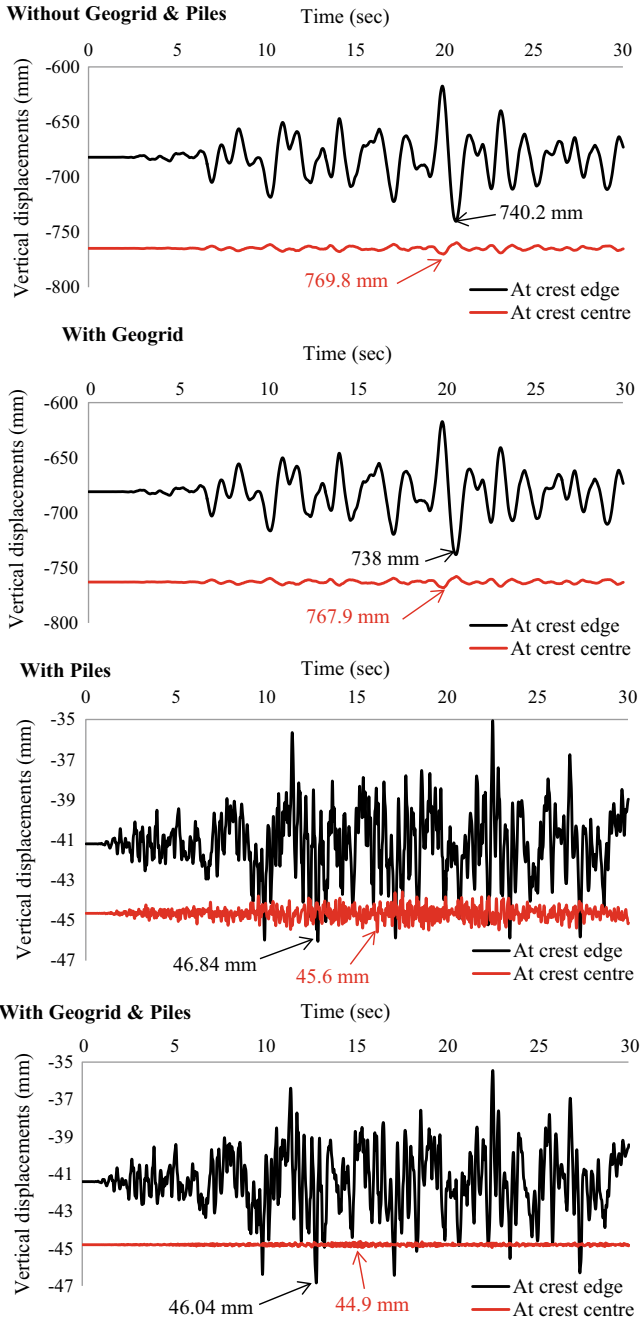 Without Geogrid & Piles
Time (sec)
0 5 10 15 20 25 30
Vertical displacements (mm)
-600
-650
-700
-750
-800
740.2 mm
769.8 mm
At crest edge
At crest centre
With Geogrid
Time (sec)
0 5 10 15 20 25 30
Vertical displacements (mm)
-600
-650
-700
-750
-800
738 mm
767.9 mm
At crest edge
At crest centre
With Piles
Time (sec)
0 5 10 15 20 25 30
Vertical displacements (mm)
-35
-37
-39
-41
-43
-45
-47
46.84 mm
45.6 mm
At crest edge
At crest centre
With Geogrid & Piles
Time (sec)
0 5 10 15 20 25 30
Vertical displacements (mm)
-35
-37
-39
-41
-43
-45
-47
46.04 mm
44.9 mm
At crest edge
At crest centre